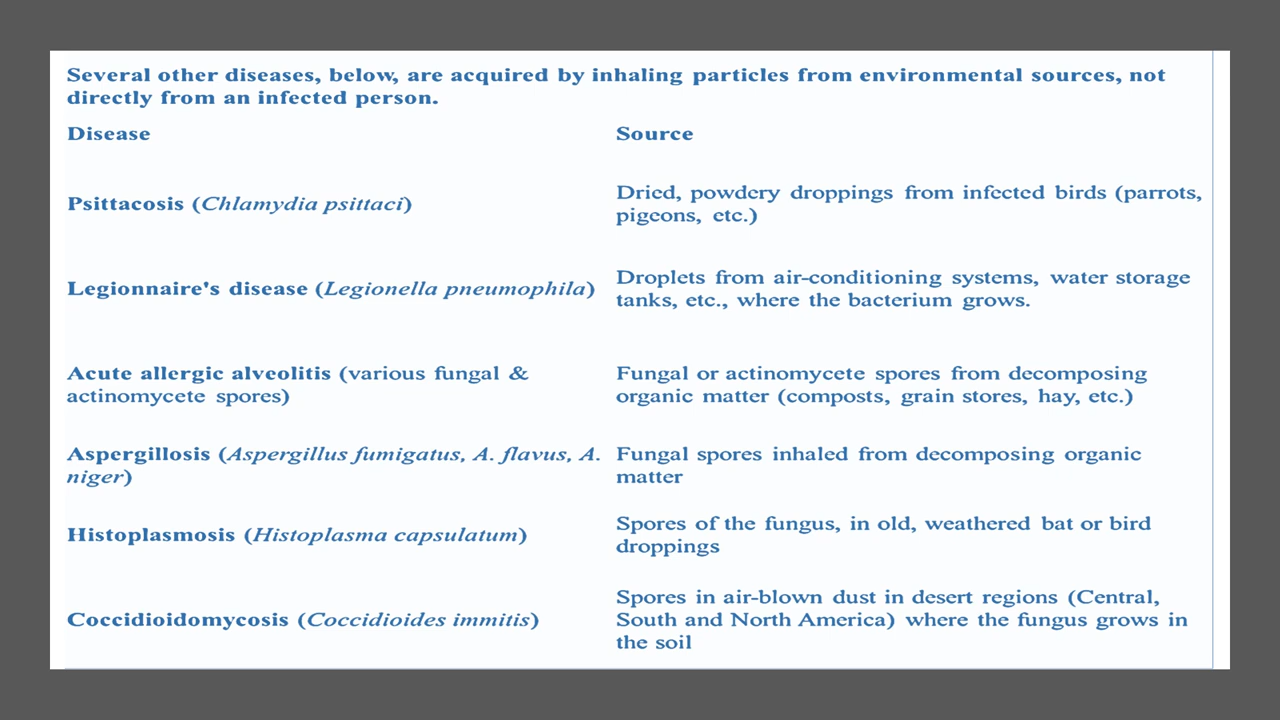 Several other diseases, below, are acquired by inhaling particles from environmental sources, not
directly from an infected person.
Disease
Source
Psittacosis (Chlamydia psittaci)
Dried, powdery droppings from infected birds (parrots,
pigeons, etc.)
Legionnaire's disease (Legionella pneumophila)
Droplets from air-conditioning systems, water storage
tanks, etc., where the bacterium grows.
Acute allergic alveolitis (various fungal &
actinomycete spores)
Fungal or actinomycete spores from decomposing
organic matter (composts, grain stores, hay, etc.)
Aspergillosis (Aspergillus fumigatus, A. flavus, A.
niger)
Fungal spores inhaled from decomposing organic
matter
Histoplasmosis (Histoplasma capsulatum)
Spores of the fungus, in old, weathered bat or bird
droppings
Coccidioidomycosis (Coccidioides immitis)
Spores in air-blown dust in desert regions (Central,
South and North America) where the fungus grows in
the soil